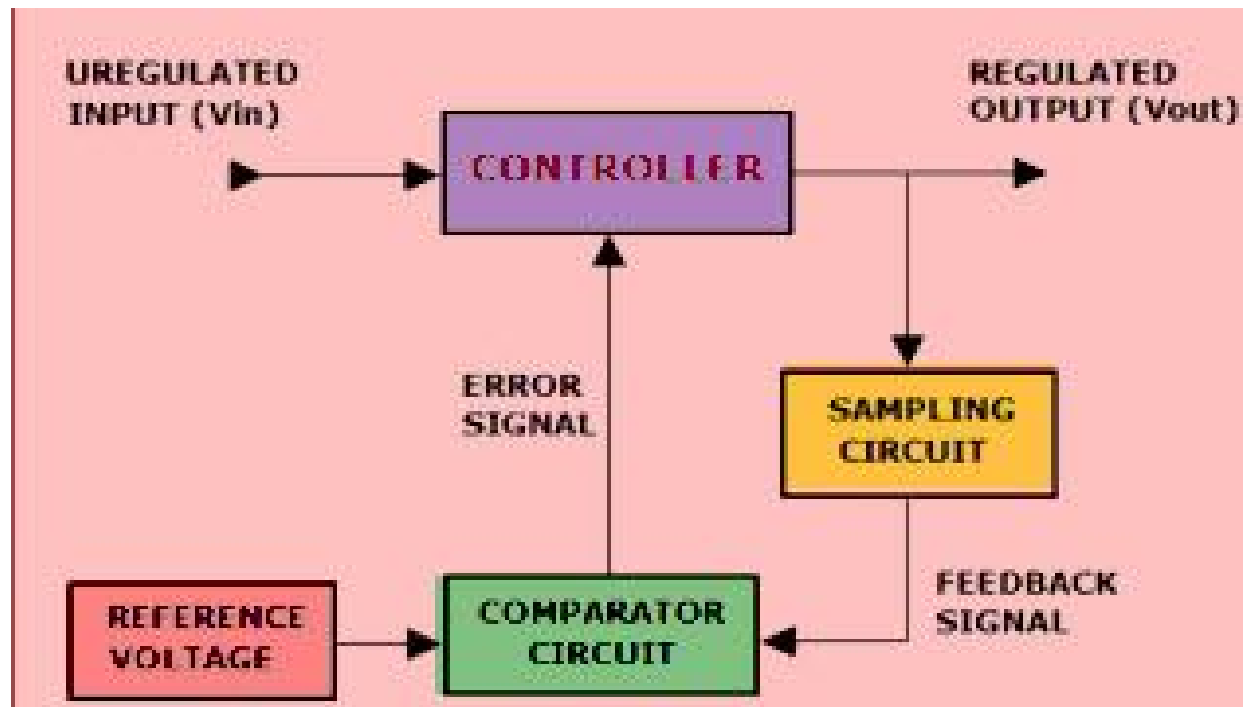 UREGULATED
INPUT (Vin)
REGULATED
OUTPUT (Vout)
CONTROLLER
ERROR
SIGNAL
SAMPLING
CIRCUIT
REFERENCE
VOLTAGE
COMPARATOR
CIRCUIT
FEEDBACK
SIGNAL